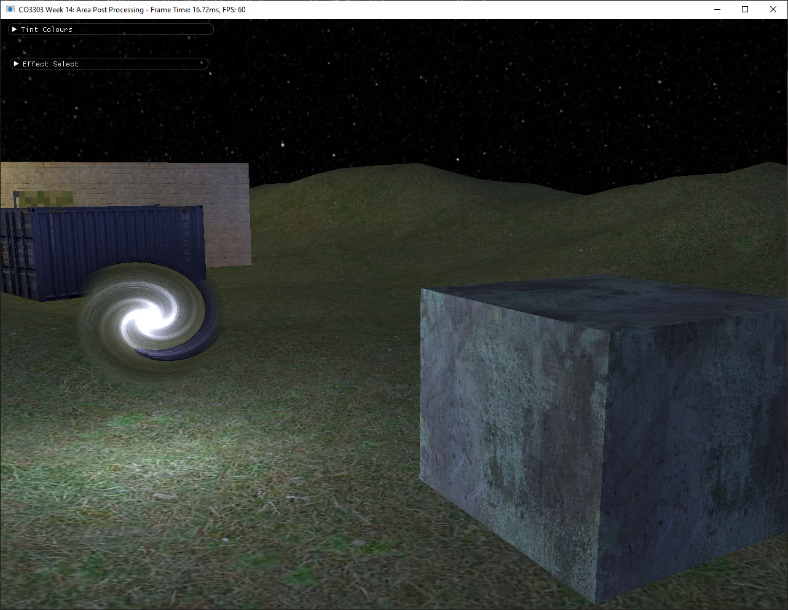 CO3303 Week 14: Area Post Processing - Frame Time: 16.72ms, FPS: 60
Tint Colours
Effect Select